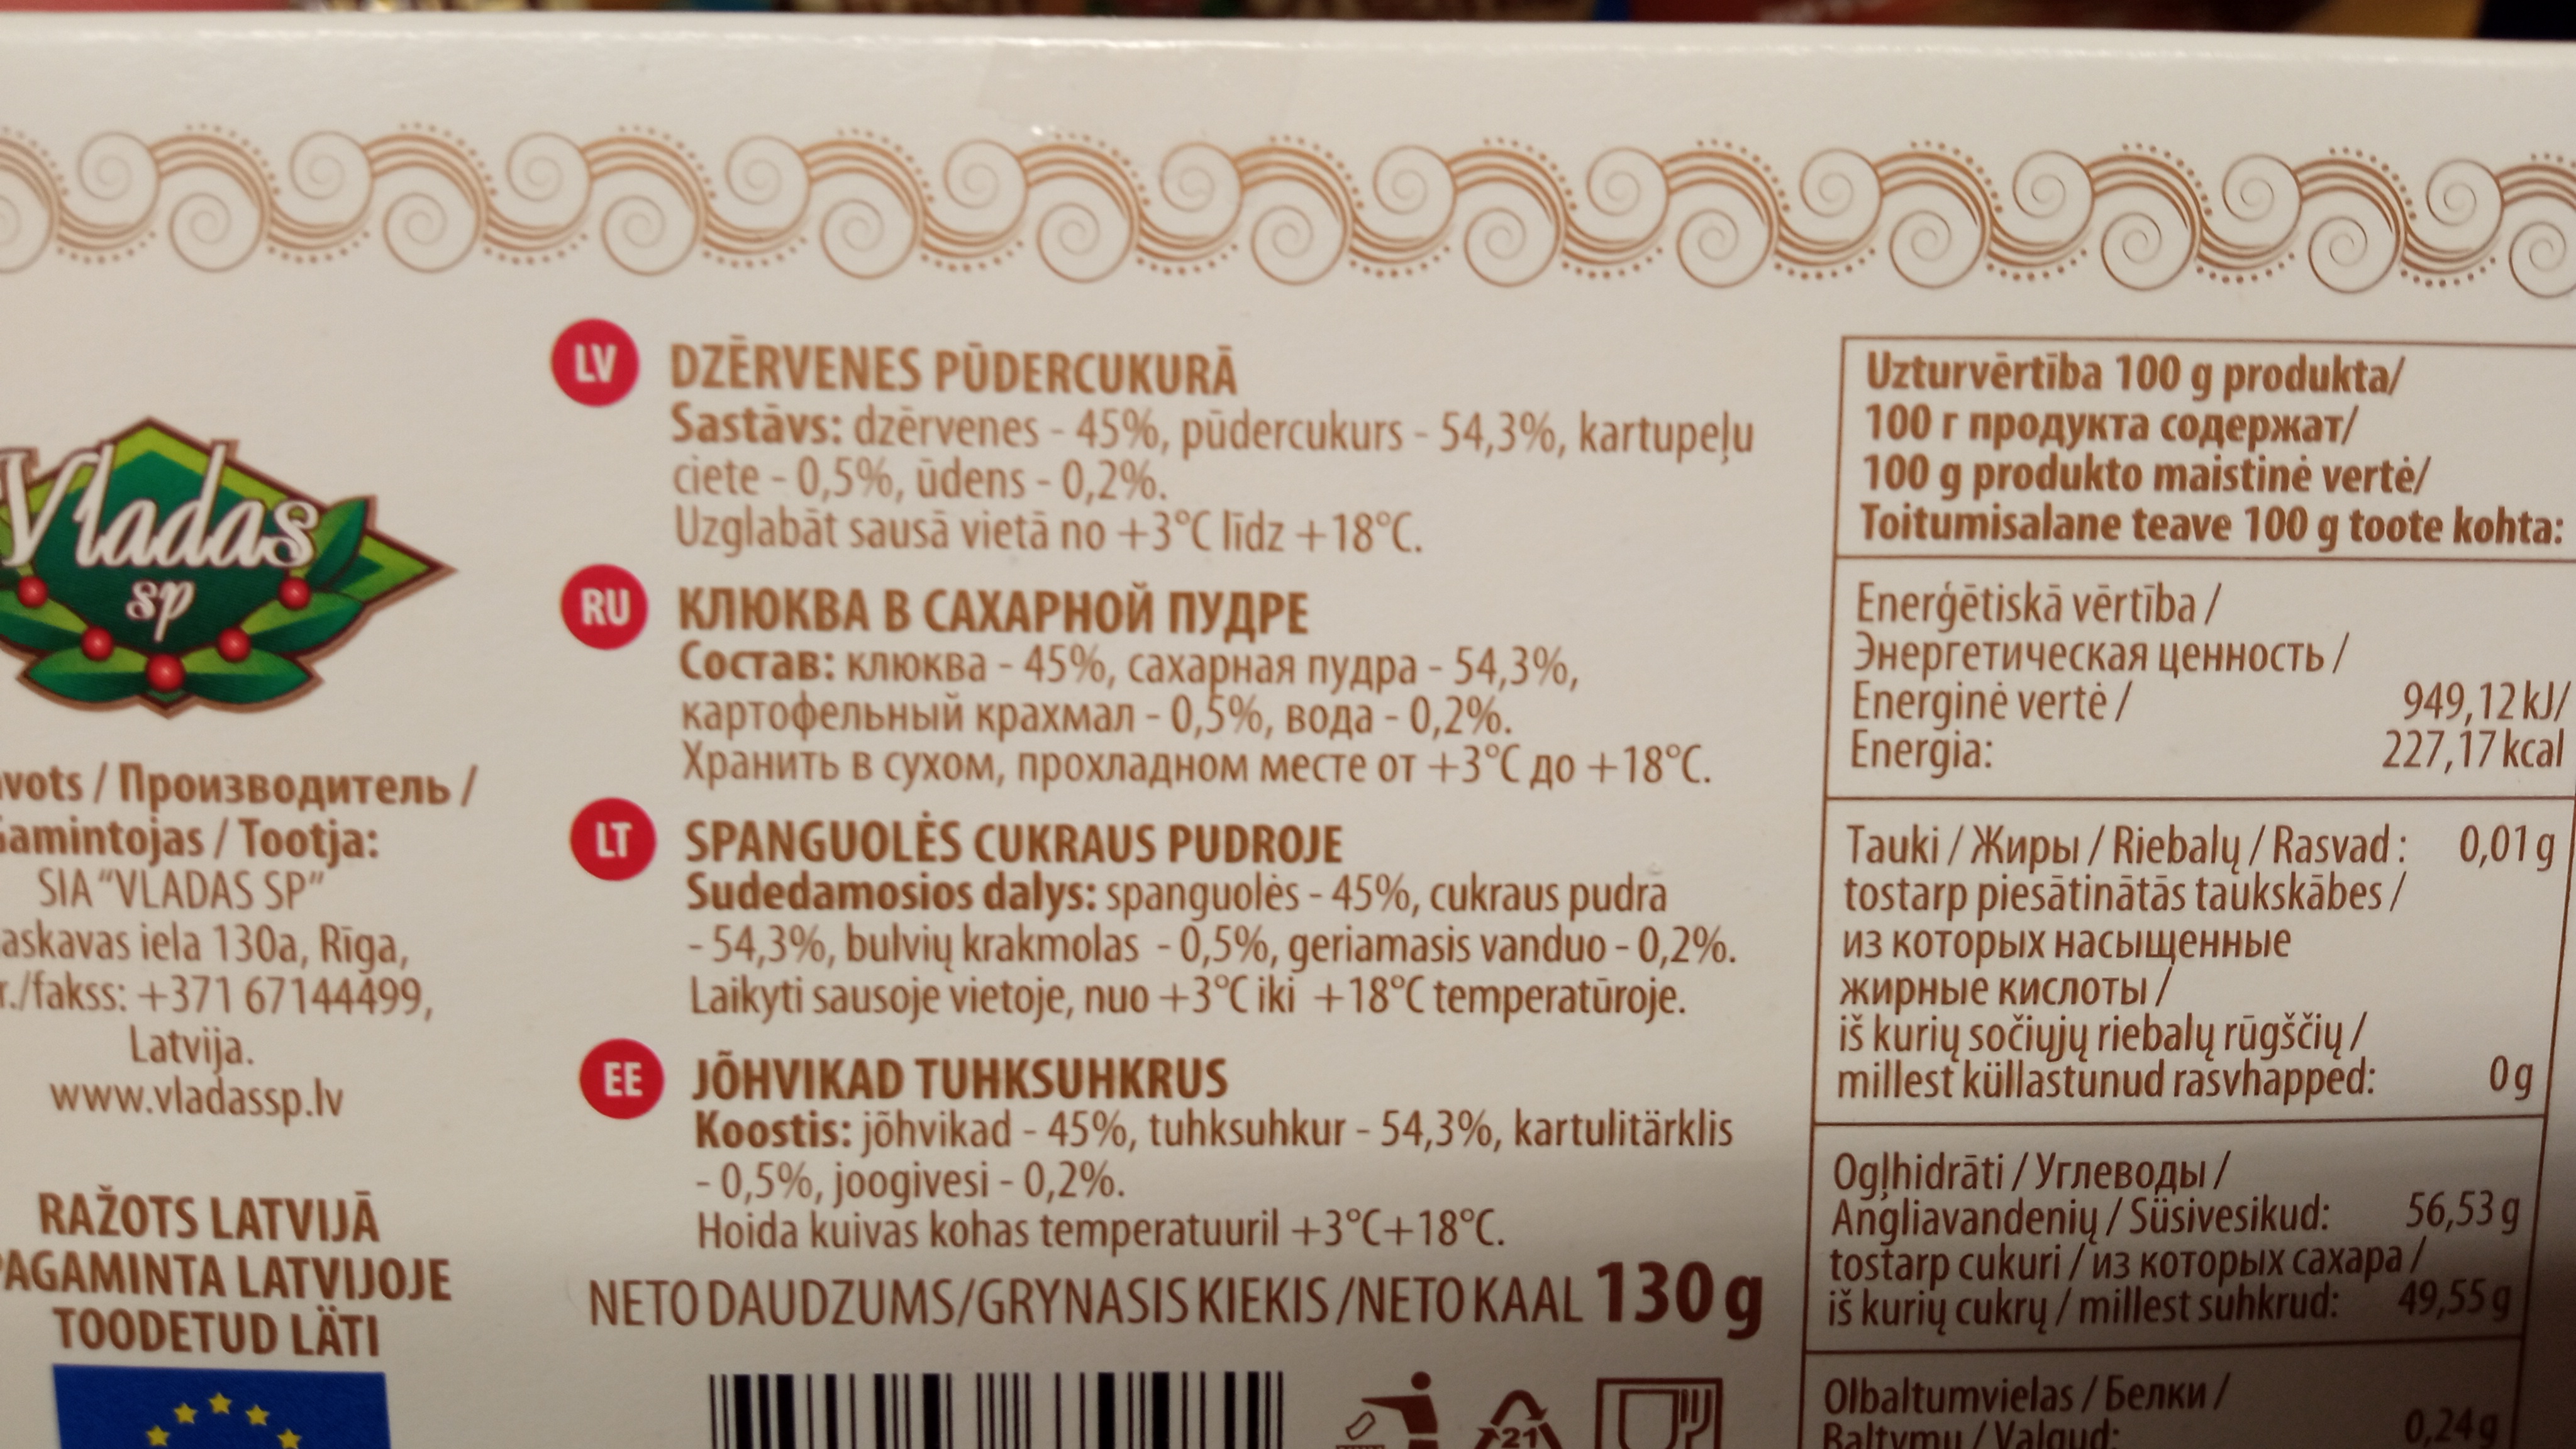 Vladas
sp
Производитель /
/ Tootja:
SIA “VLADAS SP”
iela 130a, Rīga,
/fakss: +371 67144499,
Latvija.
www.vladassp.lv
RAŽOTS LATVIJĀ
LATVIJOJE
TOODETUD LÄTI
LV DZĒRVENES PŪDERCUKURĀ
Sastāvs: dzērvenes - 45%, pūdercukurs - 54,3%, kartupeļu
ciete - 0,5%, ūdens - 0,2%.
Uzglabāt sausā vietā no +3°C līdz +18°C.
RU КЛЮКВА В САХАРНОЙ ПУДРЕ
Состав: клюква - 45%, сахарная пудра - 54,3%,
картофельный крахмал - 0,5%, вода - 0,2%.
Хранить в сухом, прохладном месте от +3°C до +18°C.
LT SPANGUOLĖS CUKRAUS PUDROJE
Sudedamosios dalys: spanguolės - 45%, cukraus pudra
- 54,3%, bulvių krakmolas - 0,5%, geriamasis vanduo - 0,2%.
Laikyti sausoje vietoje, nuo +3°C iki +18°C temperatūroje.
EE JÕHVIKAD TUHKSUHKRUS
Koostis: jõhvikad - 45%, tuhksuhkur - 54,3%, kartulitärklis
- 0,5%, joogivesi - 0,2%.
Hoida kuivas kohas temperatuuril +3°C+18°C.
NETO DAUDZUMS/GRYNASIS KIEKIS /NETO KAAL 130 g
21
Uzturvērtība 100 g produkta/
100 г продукта содержат/
100 g produkto maistinė vertė/
Toitumisalane teave 100 g toote kohta:
Enerģētiskā vērtība /
Энергетическая ценность /
Energinė vertė / 949,12 kJ/
Energia: 227,17 kcal
Tauki / Жиры / Riebalų / Rasvad : 0,01 g
tostarp piesātinātās taukskābes /
из которых насыщенные
жирные кислоты /
iš kurių sočiųjų riebalų rūgščių /
millest küllastunud rasvhapped: 0 g
Ogļhidrāti / Углеводы /
Angliavandenių / Süsivesikud: 56,53 g
tostarp cukuri / из которых сахара /
iš kurių cukrų / millest suhkrud: 49,55 g
Olbaltumvielas / Белки /
Baltymų / Valgud: 0,24 g